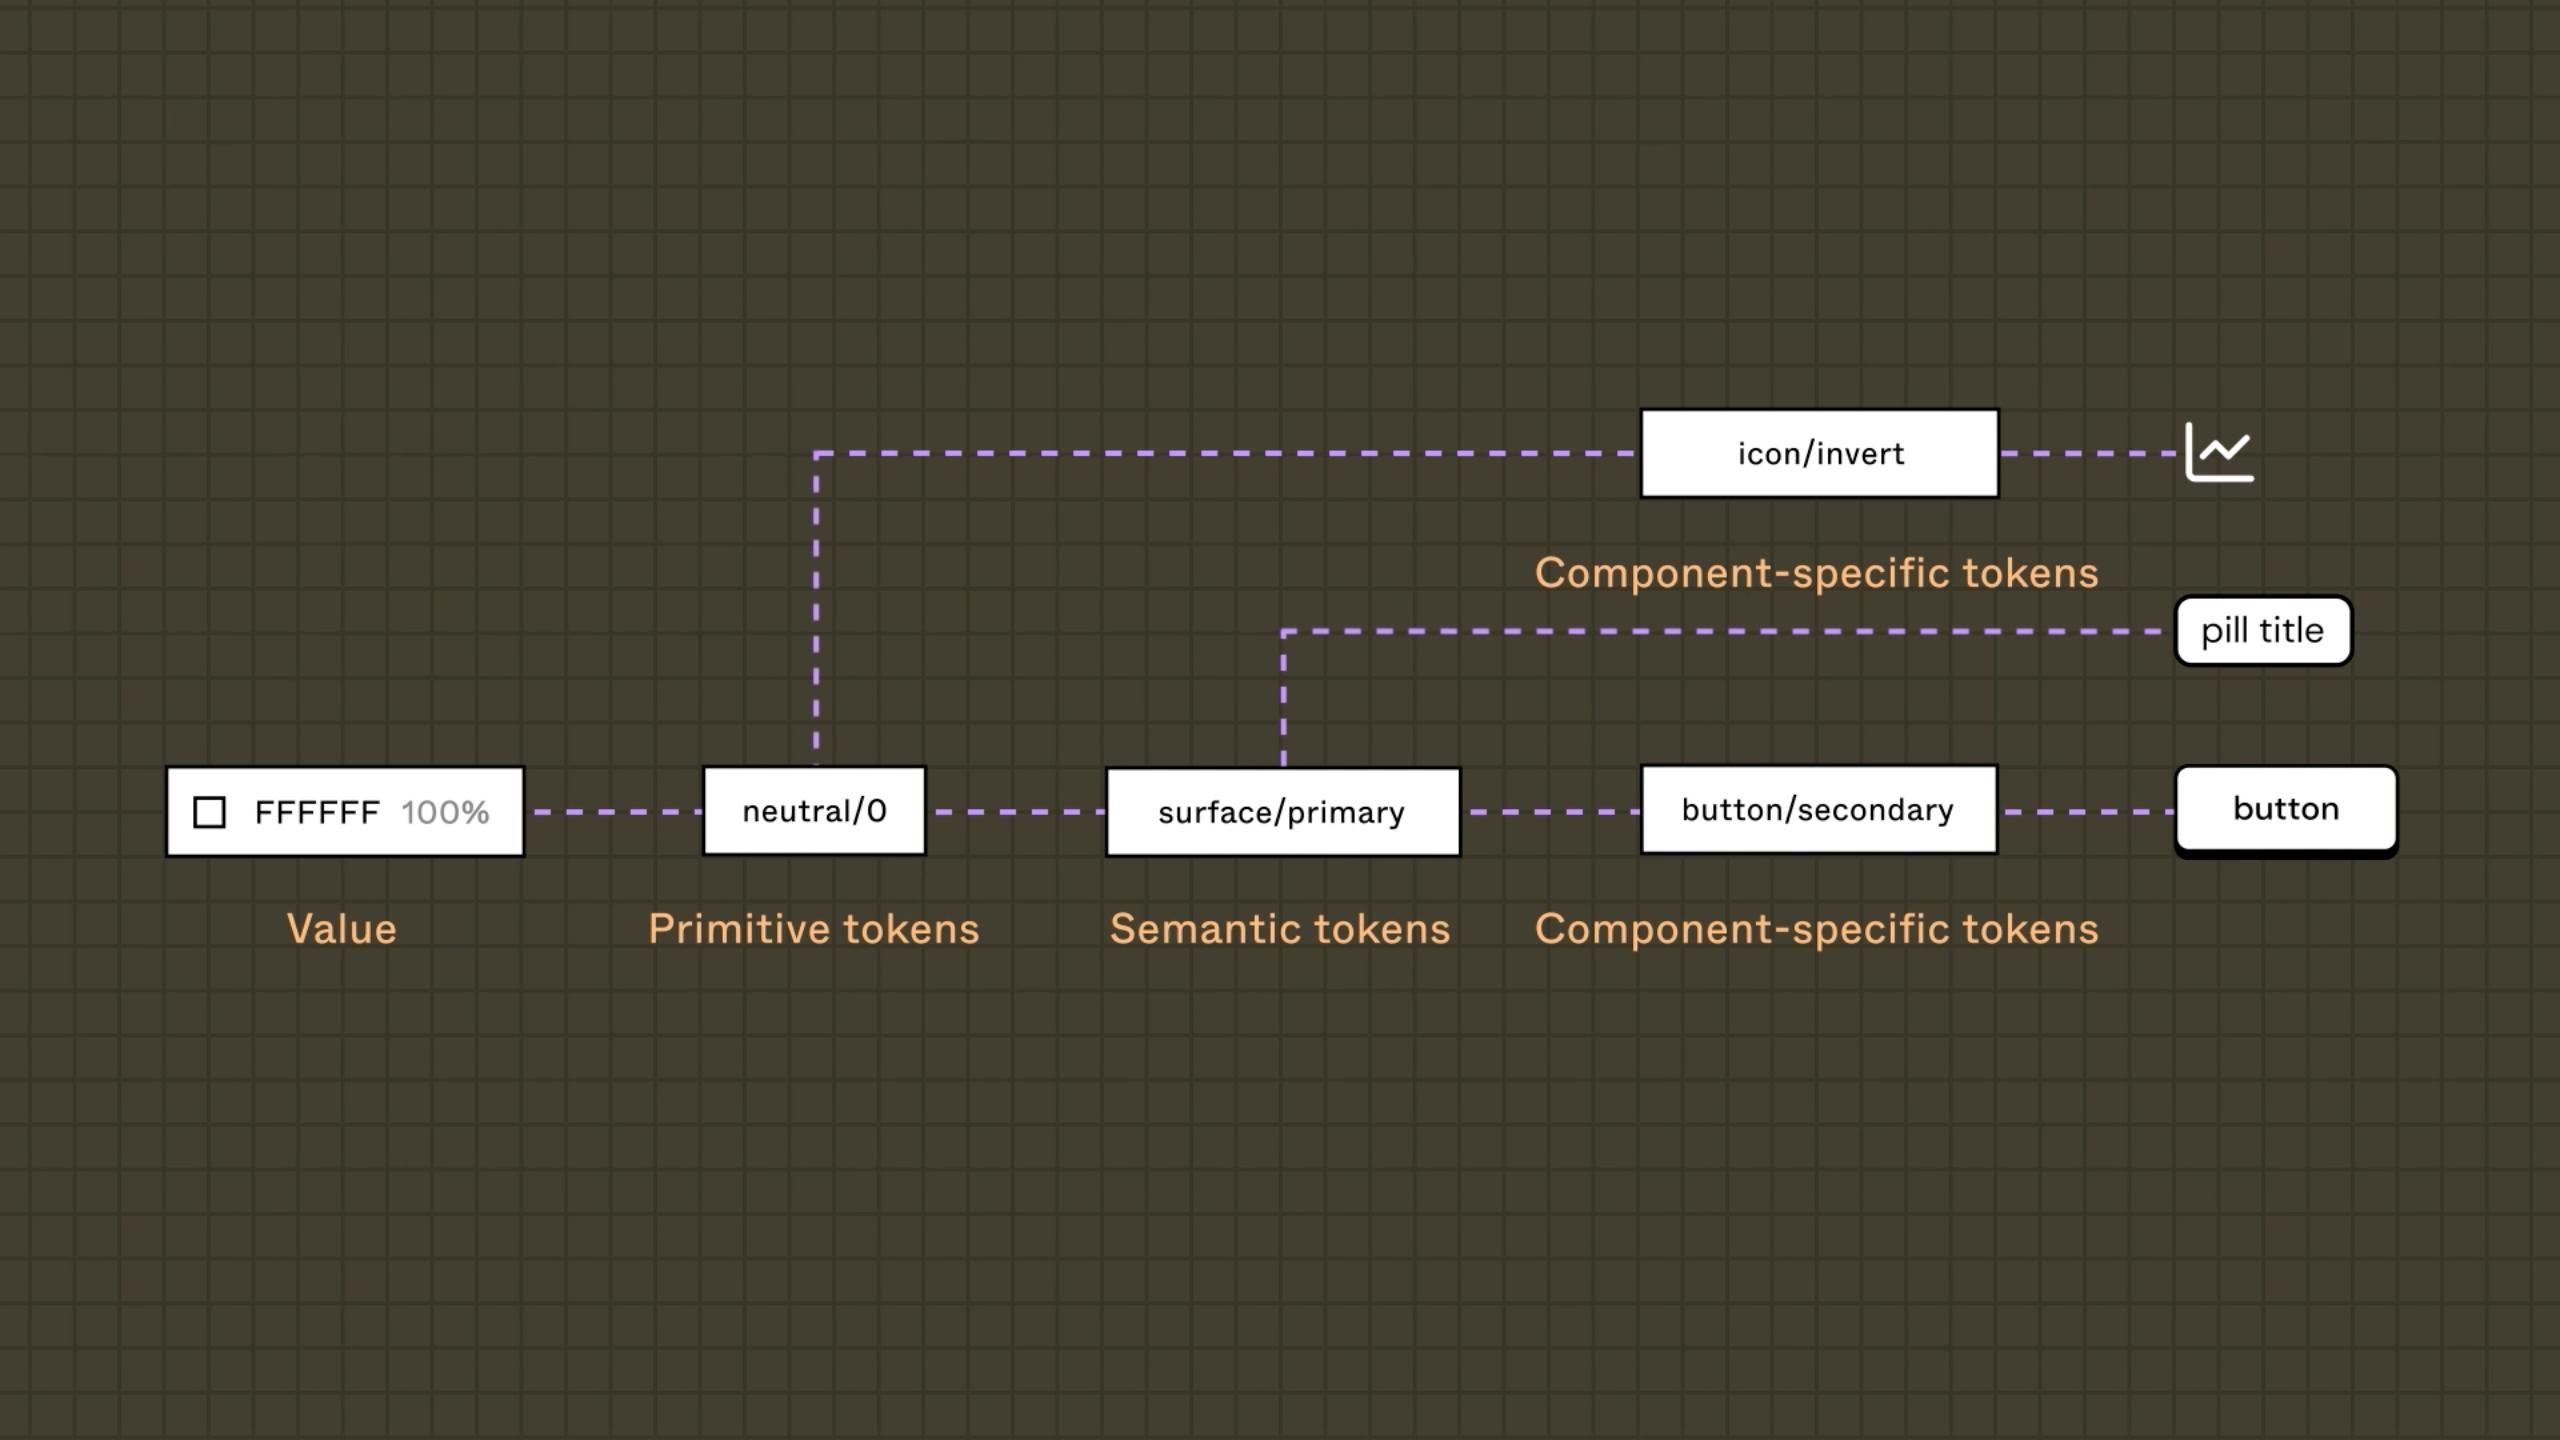 icon/invert
Component-specific tokens
pill title
FFFFFF 100%
neutral/0
surface/primary
button/secondary
button
Value
Primitive tokens
Semantic tokens
Component-specific tokens